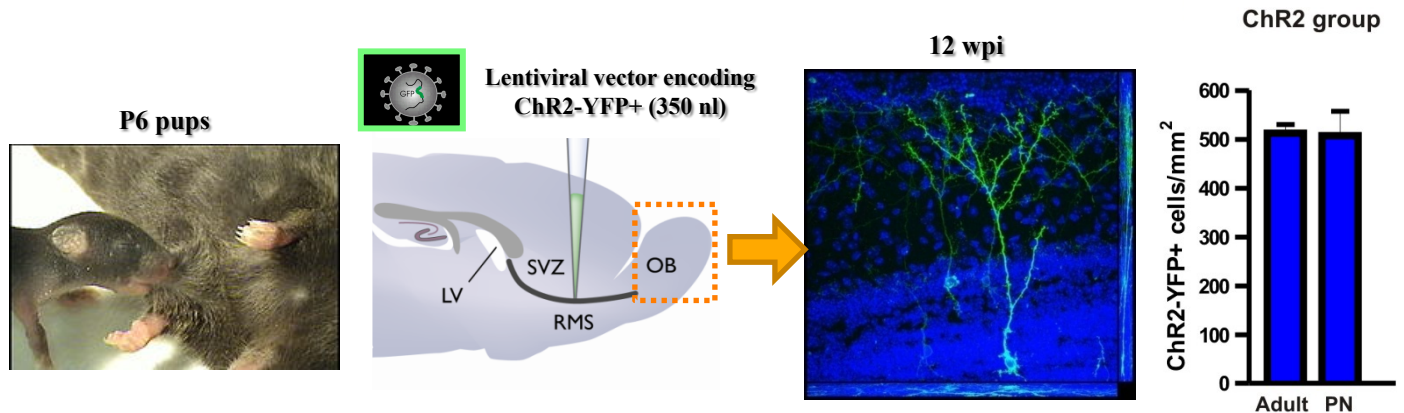 P6 pups
GFP
Lentiviral vector encoding
ChR2-YFP+ (350 nl)
LV
SVZ
RMS
OB
12 wpi
ChR2 group
ChR2-YFP+ cells/mm²
600
500
400
300
200
100
0
Adult
PN